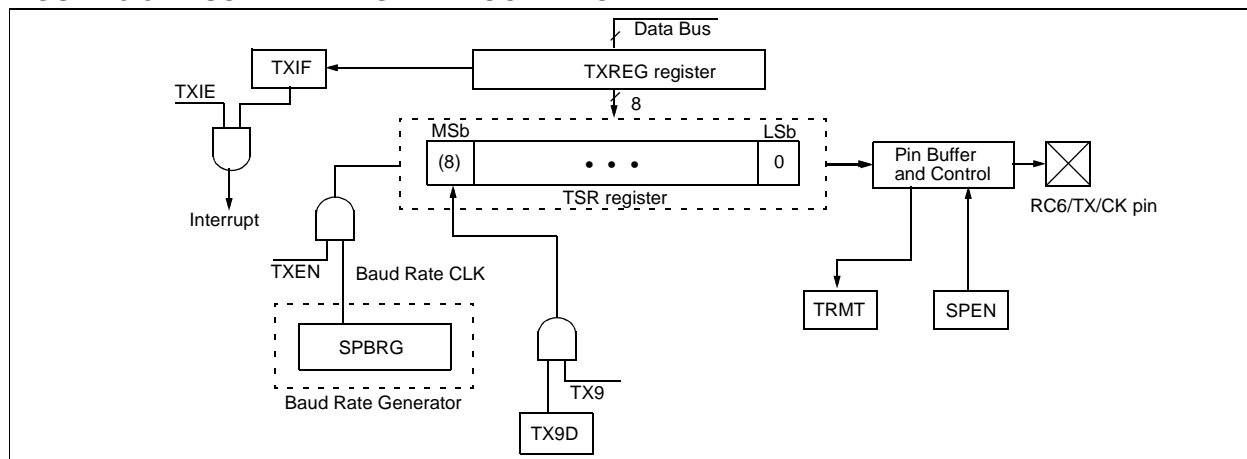 Data Bus
TXIF
TXREG register
TXIE
8
MSb
LSb
(8)
• • •
0
Pin Buffer
and Control
TSR register
Interrupt
RC6/TX/CK pin
TXEN
Baud Rate CLK
TRMT
SPEN
SPBRG
TX9
Baud Rate Generator
TX9D